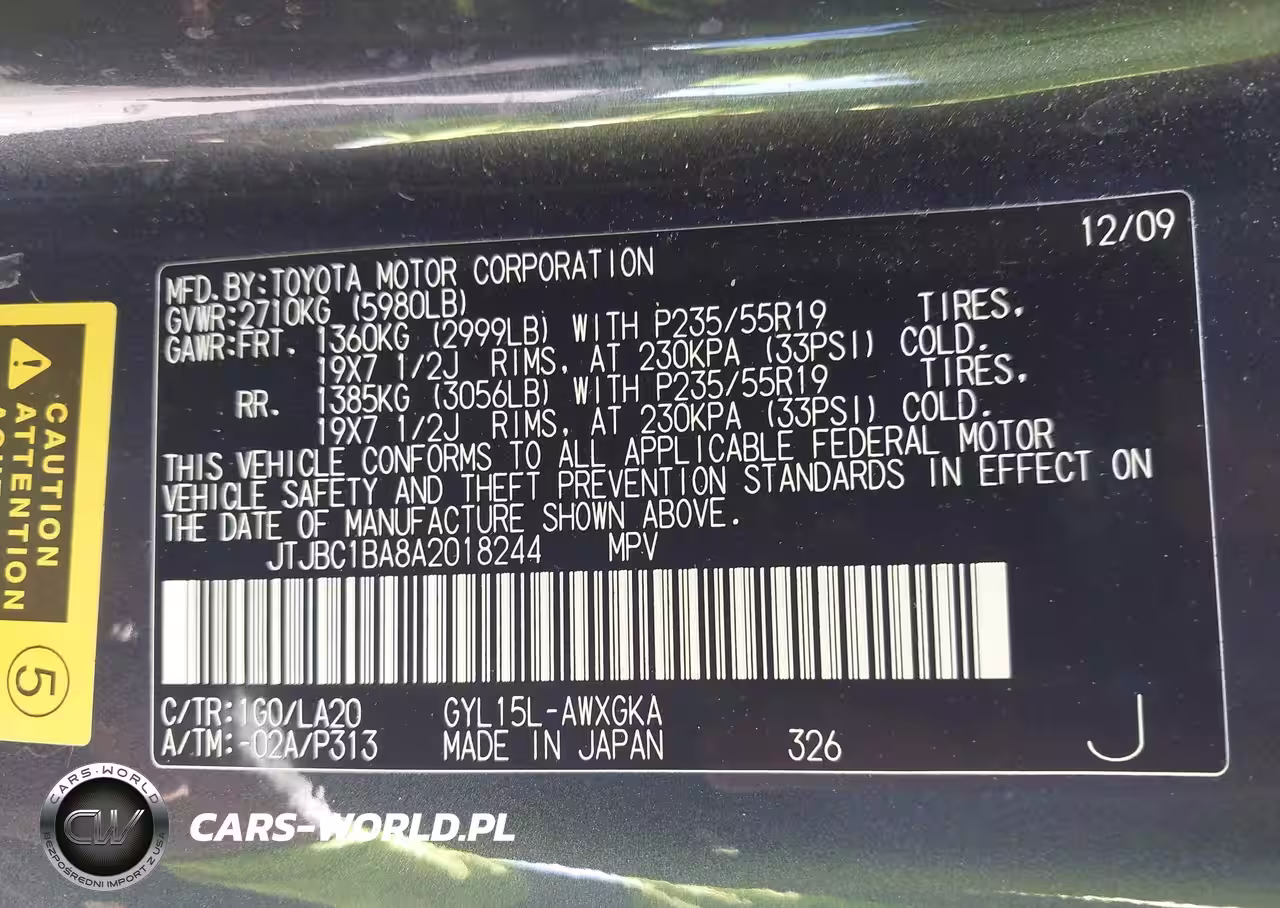 12/09
MFD.BY:TOYOTA MOTOR CORPORATION
GVWR:2710KG (5980LB)
GAWR:FRT. 1360KG (2999LB) WITH P235/55R19 TIRES,
19X7 1/2J RIMS, AT 230KPA (33PSI) COLD.
RR. 1385KG (3056LB) WITH P235/55R19 TIRES,
19X7 1/2J RIMS, AT 230KPA (33PSI) COLD.
THIS VEHICLE CONFORMS TO ALL APPLICABLE FEDERAL MOTOR
VEHICLE SAFETY AND THEFT PREVENTION STANDARDS IN EFFECT ON
THE DATE OF MANUFACTURE SHOWN ABOVE.
JTJBC1BA8A2018244 MPV
C/TR:1G0/LA20 GYL15L-AWXGKA
A/TM:-02A/P313 MADE IN JAPAN 326 J
CAUTION
ATTENTION
5
CARS-WORLD
CW
BEZPOŚREDNI IMPORT Z USA
CARS-WORLD.PL